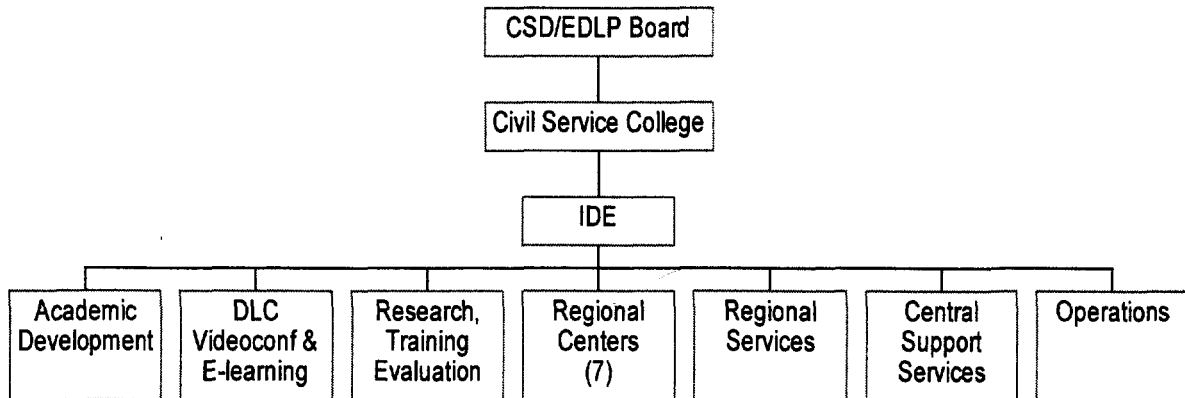 CSD/EDLP Board
Civil Service College
IDE
Academic
Development
DLC
Videoconf &
E-learning
Research,
Training
Evaluation
Regional
Centers
(7)
Regional
Services
Central
Support
Services
Operations